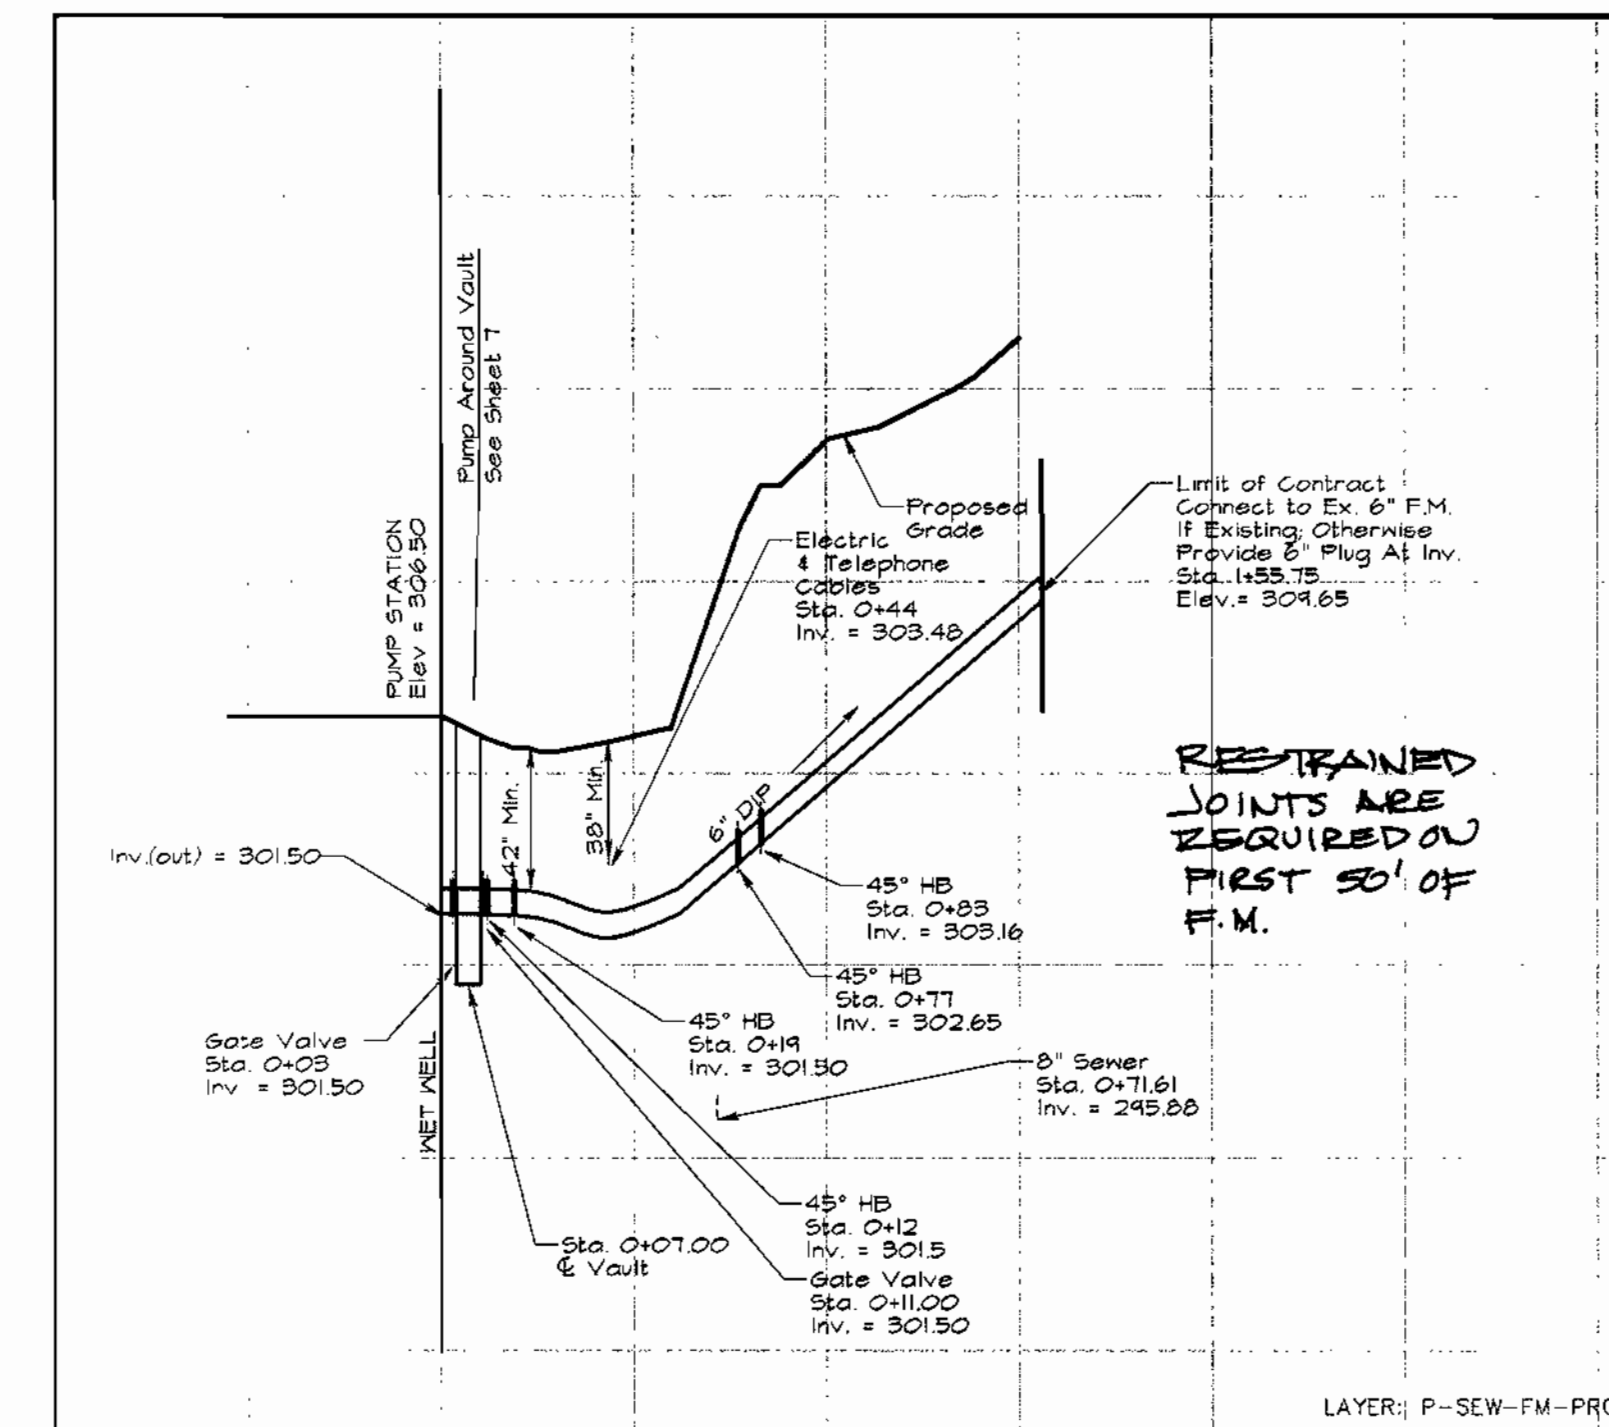 Pump Around Vault
See Sheet 7
PUMP STATION
Elev = 306.50
Proposed
Grade
Electric
& Telephone
Cables
Sta. 0+44
Inv. = 303.48
Limit of Contract
Connect to Ex. 6" F.M.
If Existing; Otherwise
Provide 6" Plug At Inv.
Sta. 1+55.75
Elev.= 309.65
42" Min.
38" Min.
6" DIP
RESTRAINED
JOINTS ARE
REQUIRED ON
FIRST 50' OF
F.M.
Inv.(out) = 301.50
45° HB
Sta. 0+83
Inv. = 303.16
45° HB
Sta. 0+77
Inv. = 302.65
45° HB
Sta. 0+19
Inv. = 301.50
Gate Valve
Sta. 0+03
Inv = 301.50
WET WELL
8" Sewer
Sta. 0+71.61
Inv. = 295.88
45° HB
Sta. 0+12
Inv. = 301.5
Sta. 0+07.00
℄ Vault
Gate Valve
Sta. 0+11.00
Inv. = 301.50
LAYER: P-SEW-FM-PRO